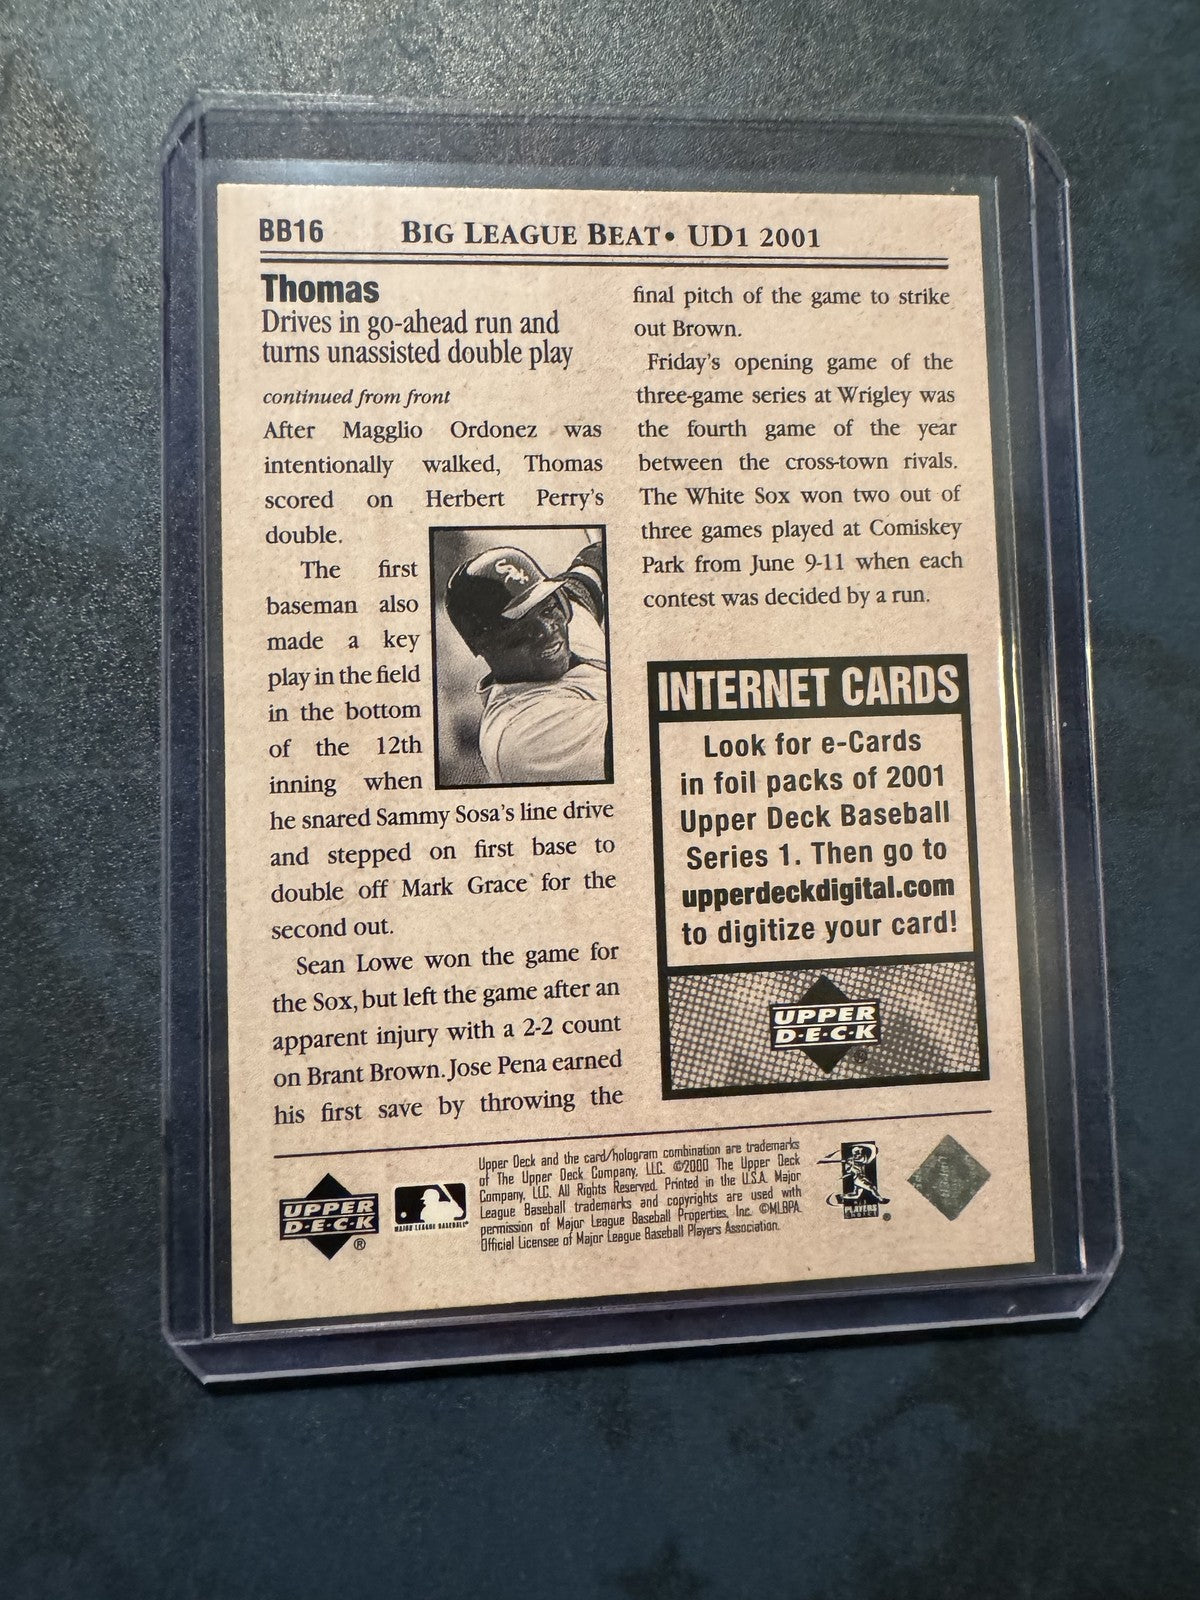 BB16 BIG LEAGUE BEAT • UD1 2001
Thomas
Drives in go-ahead run and
turns unassisted double play
continued from front
After Magglio Ordonez was
intentionally walked, Thomas
scored on Herbert Perry's
double.
The first
baseman also
made a key
play in the field
in the bottom
of the 12th
inning when
he snared Sammy Sosa's line drive
and stepped on first base to
double off Mark Grace for the
second out.
Sean Lowe won the game for
the Sox, but left the game after an
apparent injury with a 2-2 count
on Brant Brown. Jose Pena earned
his first save by throwing the
final pitch of the game to strike
out Brown.
Friday's opening game of the
three-game series at Wrigley was
the fourth game of the year
between the cross-town rivals.
The White Sox won two out of
three games played at Comiskey
Park from June 9-11 when each
contest was decided by a run.
Sox
INTERNET CARDS
Look for e-Cards
in foil packs of 2001
Upper Deck Baseball
Series 1. Then go to
upperdeckdigital.com
to digitize your card!
UPPER
D·E·C·K
UPPER
D·E·C·K
®
MAJOR LEAGUE BASEBALL®
Upper Deck and the card/hologram combination are trademarks
of The Upper Deck Company, LLC. ©2000 The Upper Deck
Company, LLC. All Rights Reserved. Printed in the U.S.A. Major
League Baseball trademarks and copyrights are used with
permission of Major League Baseball Properties, Inc. ©MLBPA
Official Licensee of Major League Baseball Players Association.
PLAYERS
CHOICE
®